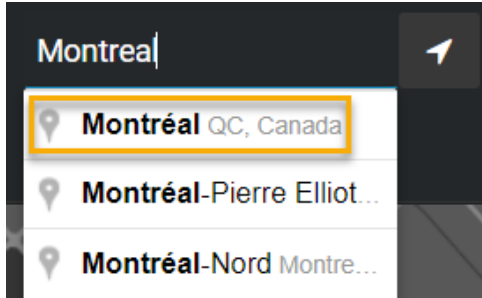 Montreal
Montréal QC, Canada
Montréal-Pierre Elliot...
Montréal-Nord Montre...